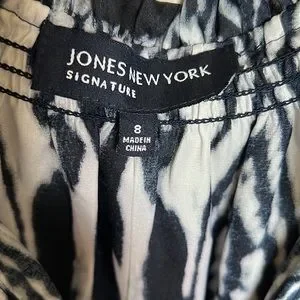 JONES NEW YORK
SIGNATURE
8
MADE IN
CHINA